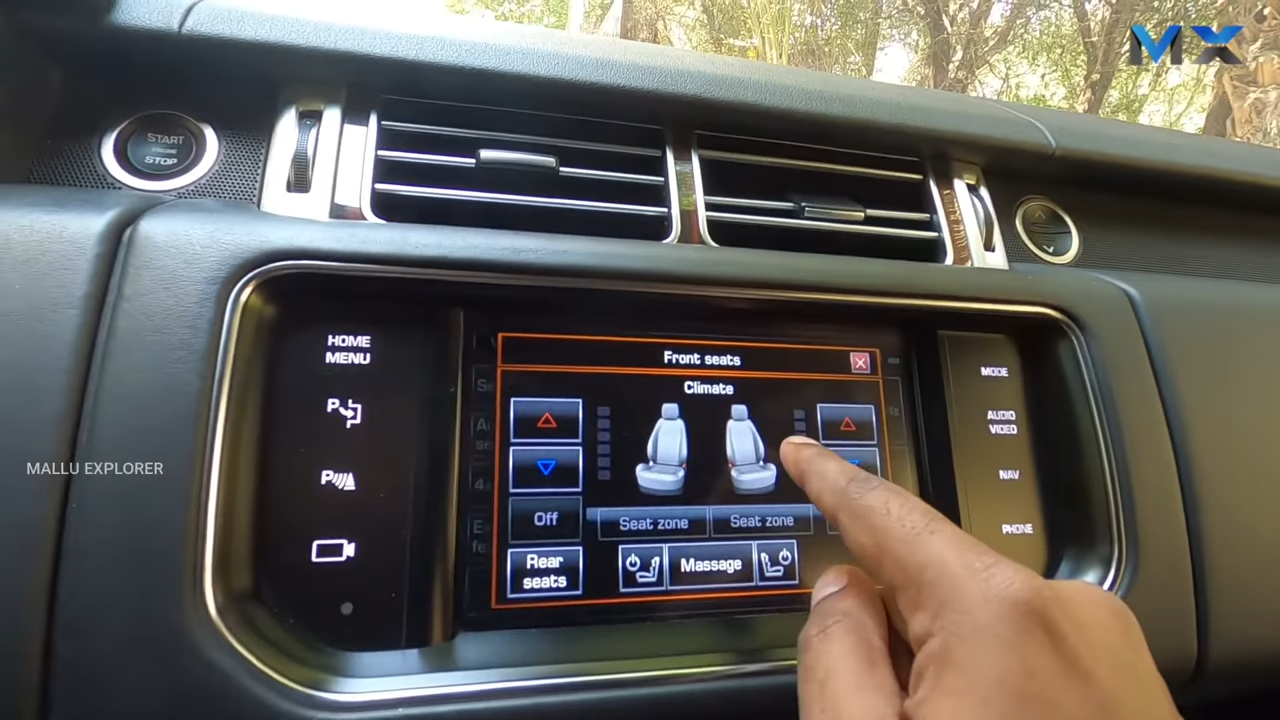 MX
START
STOP
HOME
MENU
P
P
MALLU EXPLORER
Front seats
Climate
Off
Seat zone
Seat zone
Rear
seats
Massage
MODE
AUDIO
VIDEO
NAV
PHONE